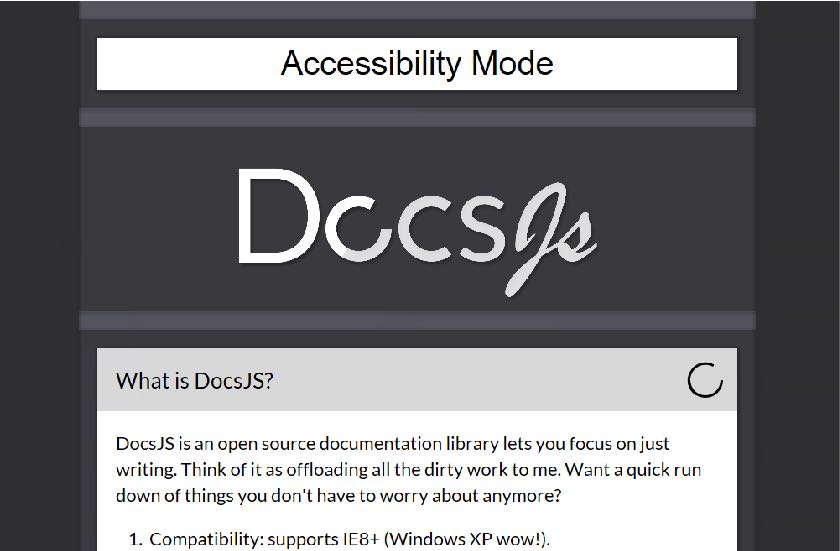 Accessibility Mode
DocsJs
What is DocsJS?
DocsJS is an open source documentation library lets you focus on just
writing. Think of it as offloading all the dirty work to me. Want a quick run
down of things you don't have to worry about anymore?
1. Compatibility: supports IE8+ (Windows XP wow!).